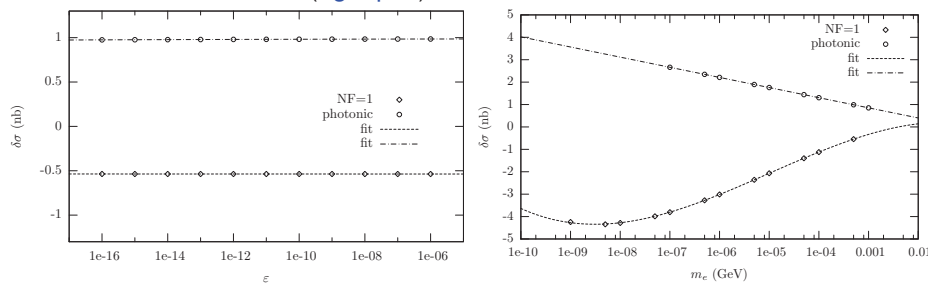 1
0.5
0
-0.5
-1
δσ (nb)
NF=1
photonic
fit
fit
1e-16
1e-14
1e-12
1e-10
1e-08
1e-06
ε
5
4
3
2
1
0
-1
-2
-3
-4
-5
δσ (nb)
NF=1
photonic
fit
fit
1e-10
1e-09
1e-08
1e-07
1e-06
1e-05
1e-04
0.001
0.01
m_e (GeV)